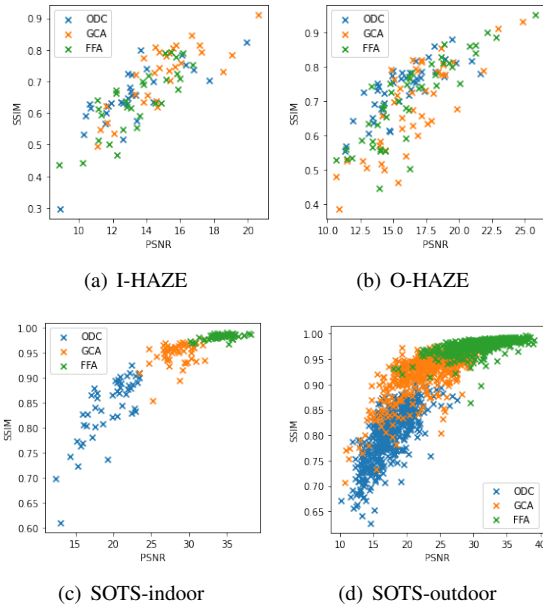 ODC
GCA
FFA
0.9
0.8
0.7
0.6
0.5
0.4
0.3
SSIM
10
12
14
16
18
20
PSNR
(a) I-HAZE
ODC
GCA
FFA
0.9
0.8
0.7
0.6
0.5
0.4
SSIM
12.5
15.0
17.5
20.0
22.5
25.0
PSNR
(b) O-HAZE
ODC
GCA
FFA
1.00
0.95
0.90
0.85
0.80
0.75
0.70
0.65
0.60
SSIM
15
20
25
30
35
PSNR
(c) SOTS-indoor
1.00
0.95
0.90
0.85
0.80
0.75
0.70
0.65
SSIM
ODC
GCA
FFA
10
15
20
25
30
35
40
PSNR
(d) SOTS-outdoor